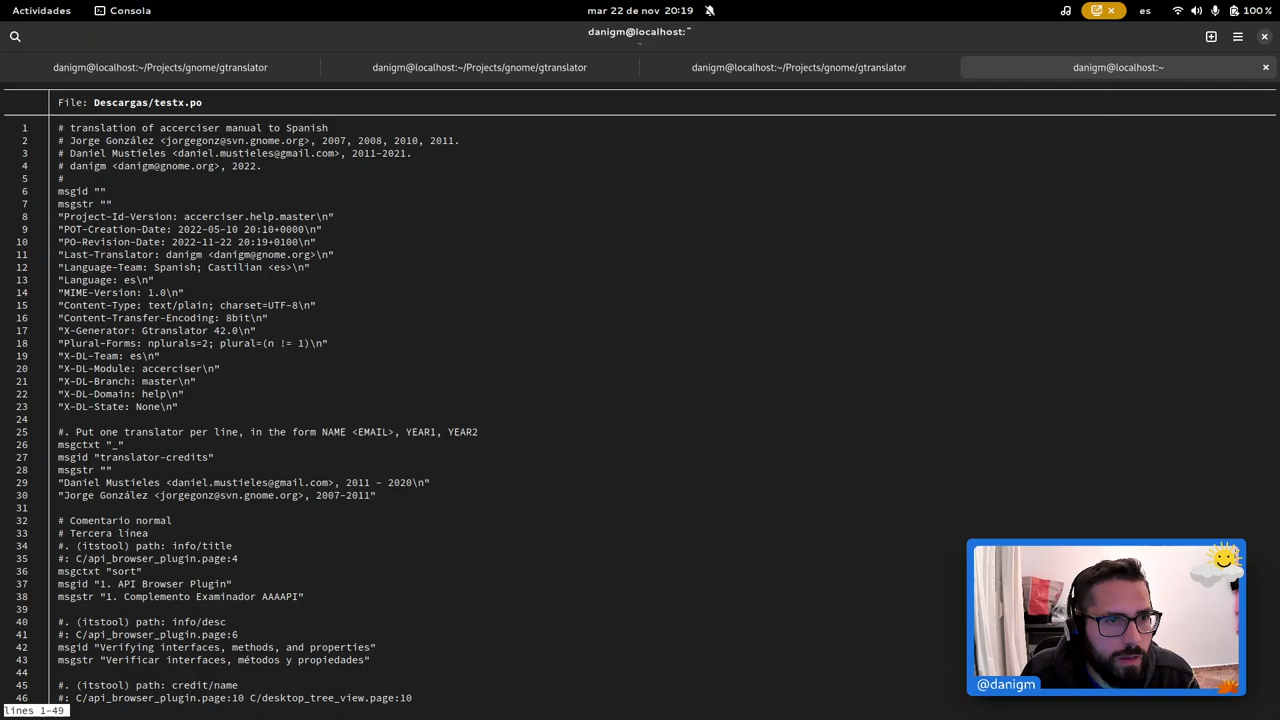 Actividades Consola mar 22 de nov 20:19 es 100 %
danigm@localhost:~
~
danigm@localhost:~/Projects/gnome/gtranslator danigm@localhost:~/Projects/gnome/gtranslator danigm@localhost:~/Projects/gnome/gtranslator danigm@localhost:~
File: Descargas/testx.po
1 # translation of accerciser manual to Spanish
2 # Jorge González <jorgegonz@svn.gnome.org>, 2007, 2008, 2010, 2011.
3 # Daniel Mustieles <daniel.mustieles@gmail.com>, 2011-2021.
4 # danigm <danigm@gnome.org>, 2022.
5 #
6 msgid ""
7 msgstr ""
8 "Project-Id-Version: accerciser.help.master\n"
9 "POT-Creation-Date: 2022-05-10 20:10+0000\n"
10 "PO-Revision-Date: 2022-11-22 20:19+0100\n"
11 "Last-Translator: danigm <danigm@gnome.org>\n"
12 "Language-Team: Spanish; Castilian <es>\n"
13 "Language: es\n"
14 "MIME-Version: 1.0\n"
15 "Content-Type: text/plain; charset=UTF-8\n"
16 "Content-Transfer-Encoding: 8bit\n"
17 "X-Generator: Gtranslator 42.0\n"
18 "Plural-Forms: nplurals=2; plural=(n != 1)\n"
19 "X-DL-Team: es\n"
20 "X-DL-Module: accerciser\n"
21 "X-DL-Branch: master\n"
22 "X-DL-Domain: help\n"
23 "X-DL-State: None\n"
24
25 #. Put one translator per line, in the form NAME <EMAIL>, YEAR1, YEAR2
26 msgctxt "_"
27 msgid "translator-credits"
28 msgstr ""
29 "Daniel Mustieles <daniel.mustieles@gmail.com>, 2011 - 2020\n"
30 "Jorge González <jorgegonz@svn.gnome.org>, 2007-2011"
31
32 # Comentario normal
33 # Tercera línea
34 #. (itstool) path: info/title
35 #: C/api_browser_plugin.page:4
36 msgctxt "sort"
37 msgid "1. API Browser Plugin"
38 msgstr "1. Complemento Examinador AAAAPI"
39
40 #. (itstool) path: info/desc
41 #: C/api_browser_plugin.page:6
42 msgid "Verifying interfaces, methods, and properties"
43 msgstr "Verificar interfaces, métodos y propiedades"
44
45 #. (itstool) path: credit/name
46 #: C/api_browser_plugin.page:10 C/desktop_tree_view.page:10
lines 1-49
@danigm